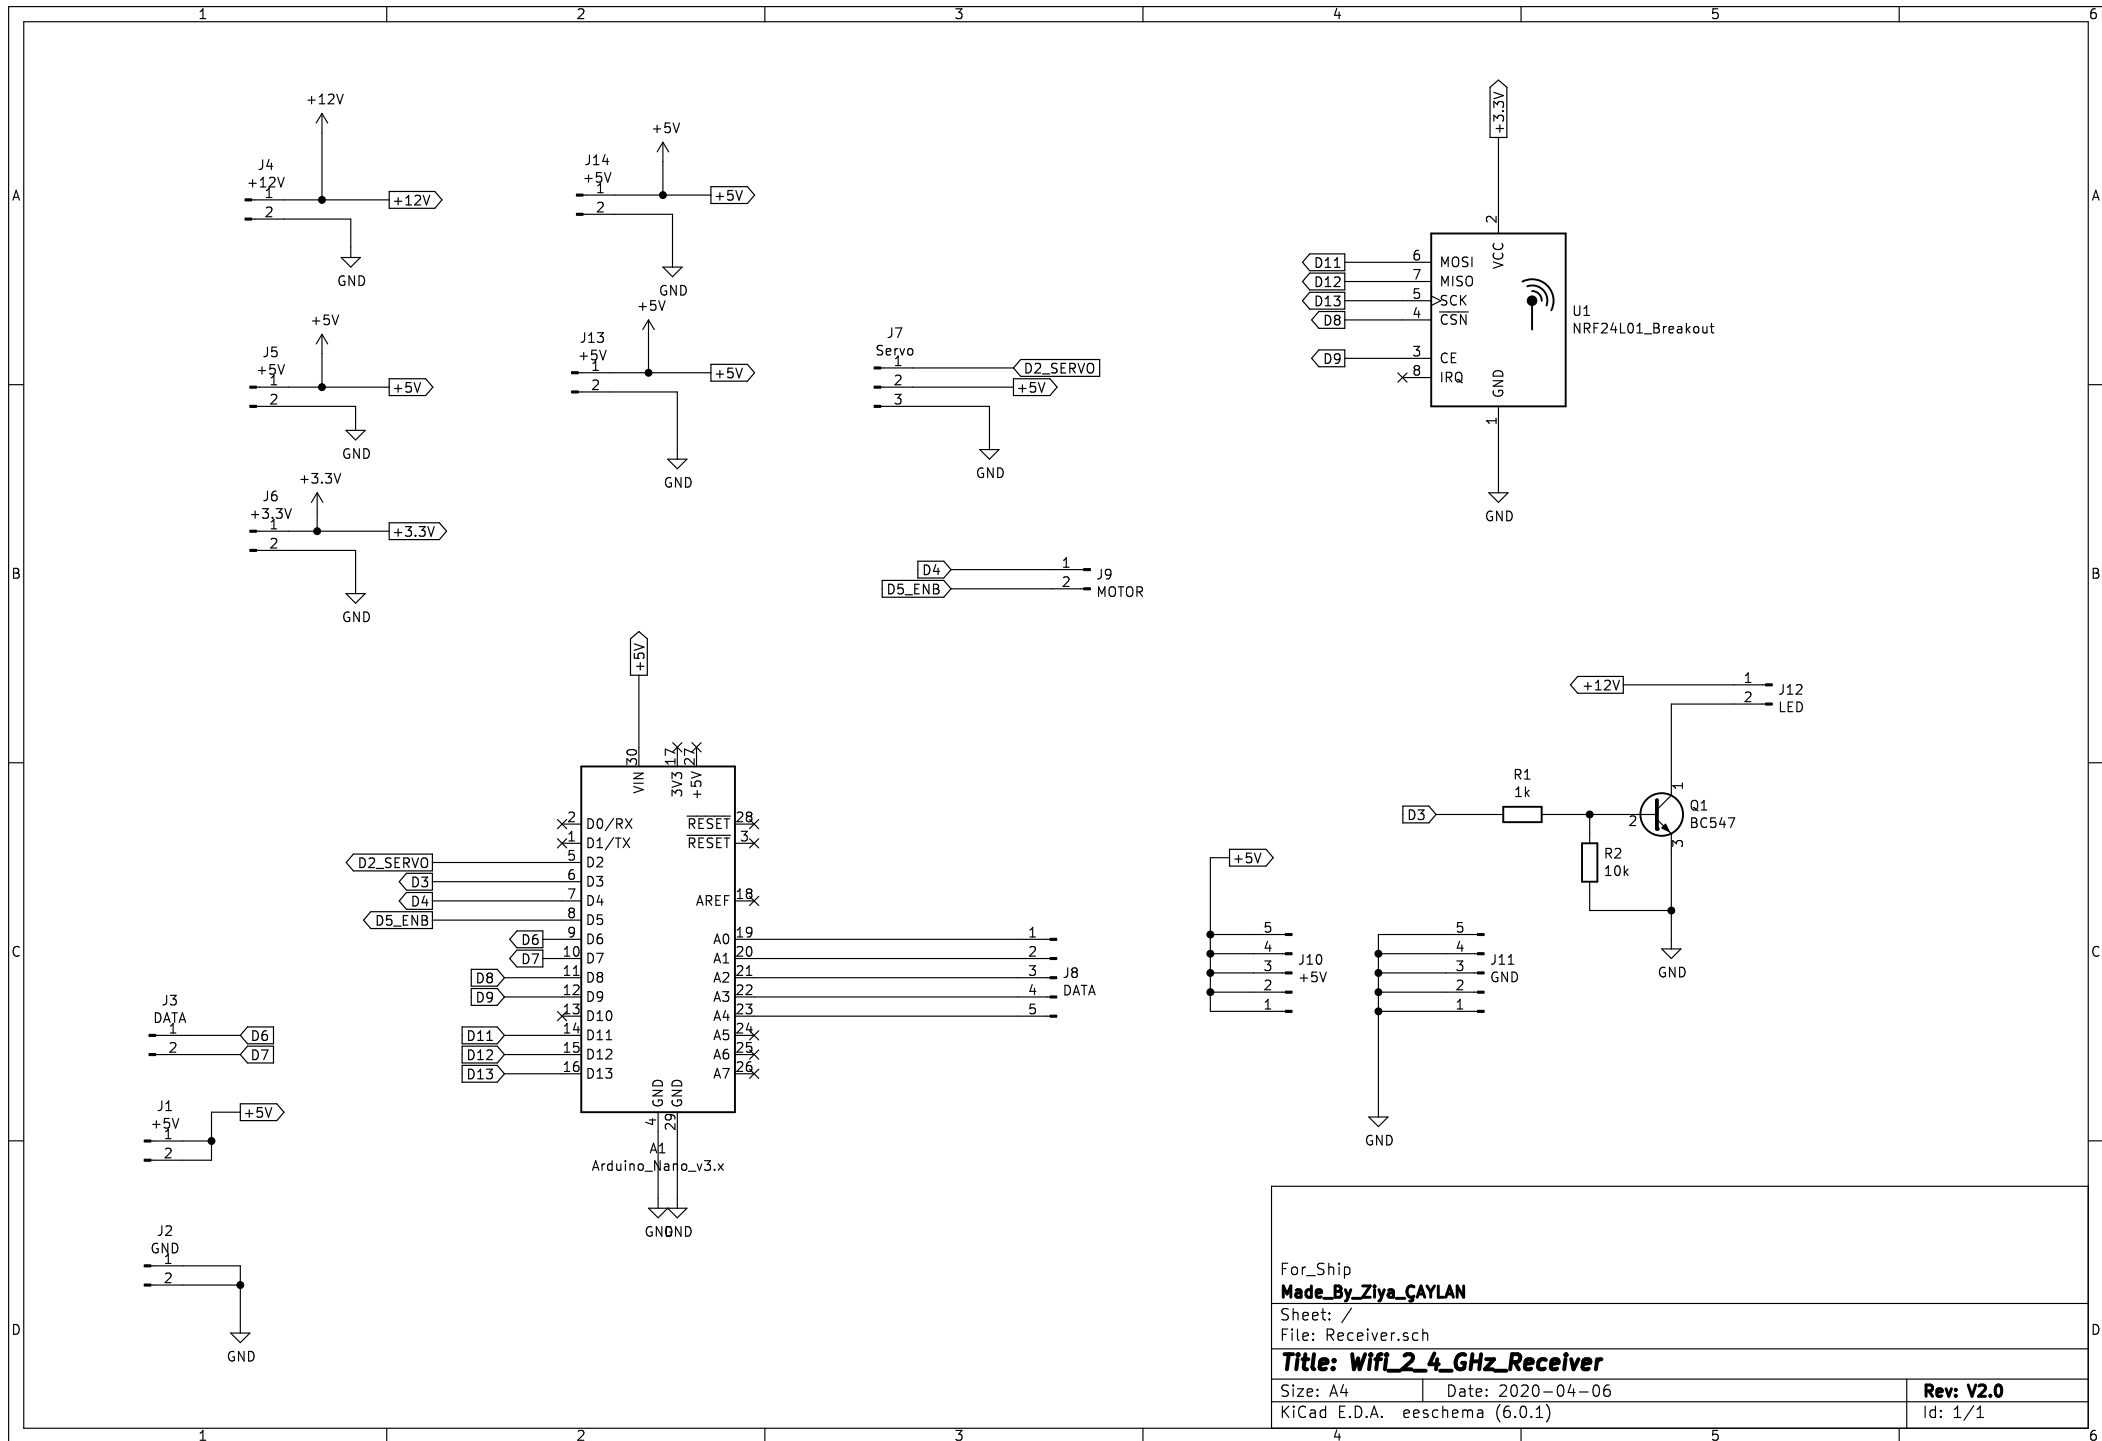 1 2 3 4 5 6
A
B
C
D
+12V
J4
+12V
1
2
+12V
GND
+5V
J14
+5V
1
2
+5V
GND
+5V
J5
+5V
1
2
+5V
GND
+5V
J13
+5V
1
2
+5V
GND
+3.3V
J6
+3.3V
1
2
+3.3V
GND
J7
Servo
1
2
3
D2_SERVO
+5V
GND
+3.3V
2
VCC
D11 6 MOSI
D12 7 MISO
D13 5 SCK
D8 4 CSN
D9 3 CE
8 IRQ
GND
1
GND
U1
NRF24L01_Breakout
D4 1
D5_ENB 2
J9
MOTOR
+5V
30 17 27
VIN 3V3 +5V
2 D0/RX
1 D1/TX
D2_SERVO 5 D2
D3 6 D3
D4 7 D4
D5_ENB 8 D5
D6 9 D6
D7 10 D7
D8 11 D8
D9 12 D9
13 D10
D11 14 D11
D12 15 D12
D13 16 D13
RESET 28
RESET 3
AREF 18
A0 19 1
A1 20 2
A2 21 3
A3 22 4
A4 23 5
A5 24
A6 25
A7 26
J8
DATA
GND GND
4 29
A1
Arduino_Nano_v3.x
GND GND
+12V 1
2
J12
LED
D3
R1
1k
R2
10k
1
2
3
Q1
BC547
GND
+5V
5
4
3
2
1
J10
+5V
5
4
3
2
1
J11
GND
GND
J3
DATA
1 D6
2 D7
J1
+5V
1
2
+5V
J2
GND
1
2
GND
For_Ship
Made_By_Ziya_ÇAYLAN
Sheet: /
File: Receiver.sch
Title: Wifi_2_4_GHz_Receiver
Size: A4 Date: 2020-04-06 Rev: V2.0
KiCad E.D.A. eeschema (6.0.1) Id: 1/1
A
B
C
D
1 2 3 4 5 6